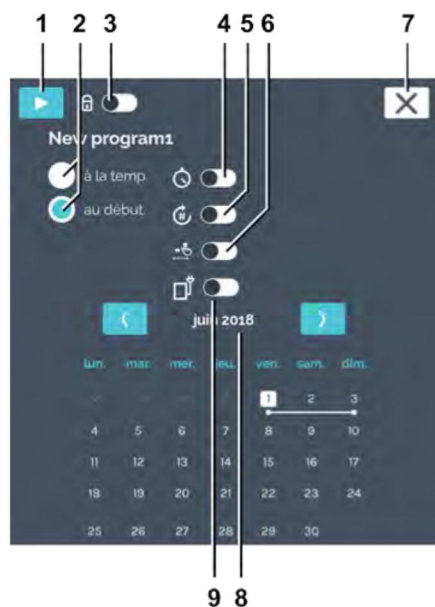 1 2 3 4 5 6 7
New program1
à la temp.
au début
juin 2018
lun. mar. mer. jeu. ven. sam. dim.
1 2 3
4 5 6 7 8 9 10
11 12 13 14 15 16 17
18 19 20 21 22 23 24
25 26 27 28 29 30
9 8